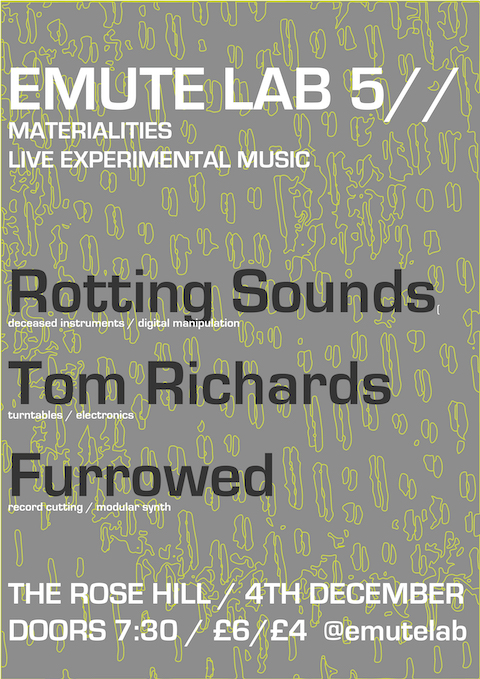 EMUTE LAB 5//
MATERIALITIES
LIVE EXPERIMENTAL MUSIC
Rotting Sounds
deceased instruments / digital manipulation
Tom Richards
turntables / electronics
Furrowed
record cutting / modular synth
THE ROSE HILL / 4TH DECEMBER
DOORS 7:30 / £6/£4 @emutelab